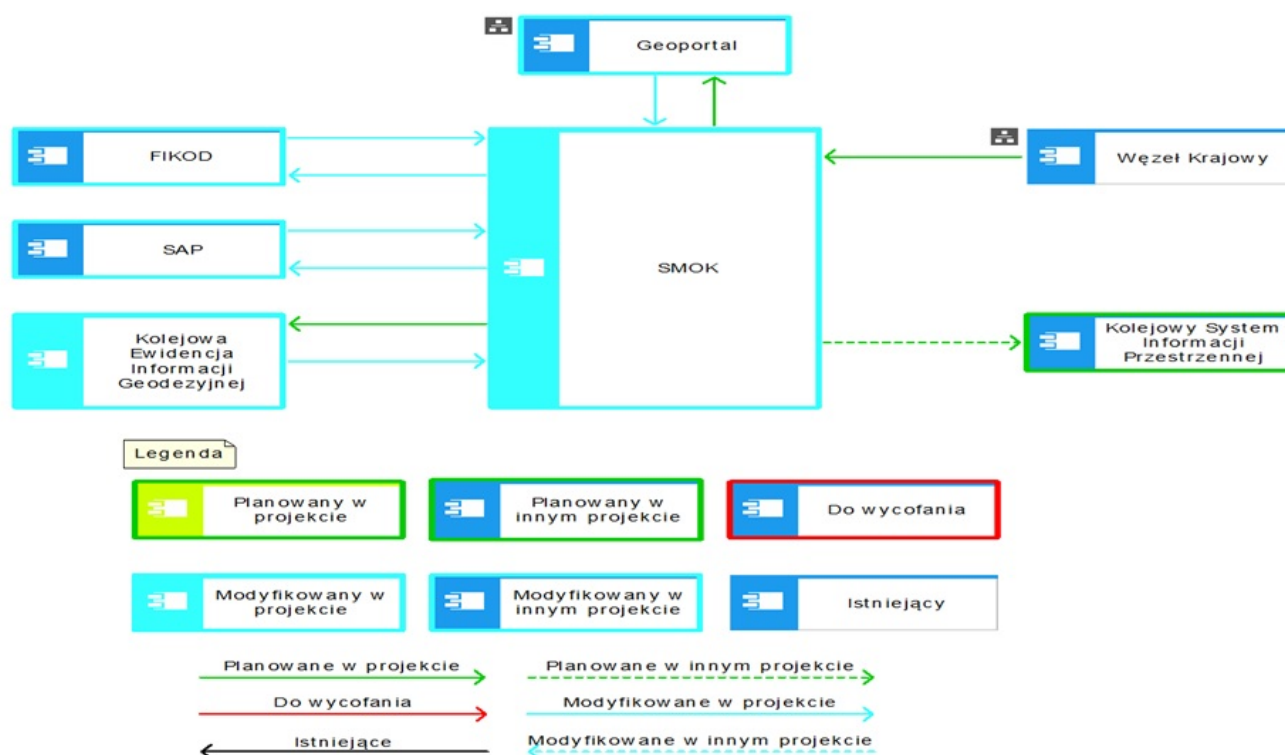 Geoportal
FIKOD
Węzeł Krajowy
SAP
SMOK
Kolejowa
Ewidencja
Informacji
Geodezyjnej
Kolejowy System
Informacji
Przestrzennej
Legenda
Planowany w
projekcie
Planowany w
innym projekcie
Do wycofania
Modyfikowany w
projekcie
Modyfikowany w
innym projekcie
Istniejący
Planowane w projekcie
Planowane w innym projekcie
Do wycofania
Modyfikowane w projekcie
Istniejące
Modyfikowane w innym projekcie